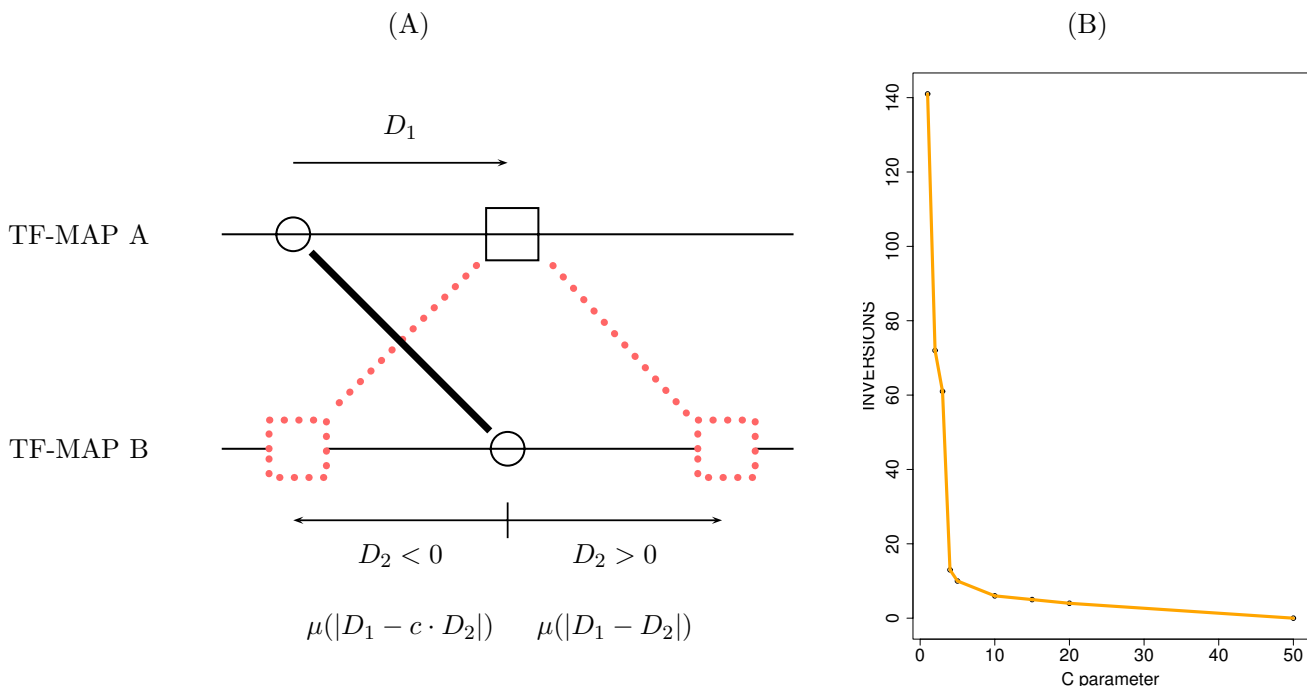 (A)
(B)
D₁
TF-MAP A
TF-MAP B
D₂ < 0
D₂ > 0
μ(|D₁ − c · D₂|)
μ(|D₁ − D₂|)
140
120
100
80
60
40
20
0
INVERSIONS
0 10 20 30 40 50
C parameter